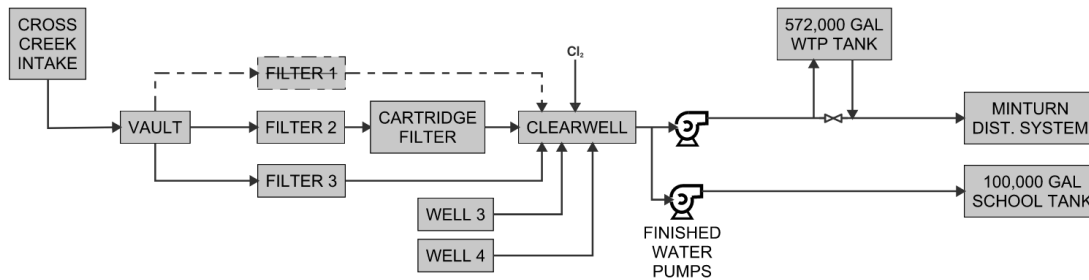 CROSS
CREEK
INTAKE
572,000 GAL
WTP TANK
Cl₂
FILTER 1
VAULT
FILTER 2
CARTRIDGE
FILTER
CLEARWELL
MINTURN
DIST. SYSTEM
FILTER 3
100,000 GAL
SCHOOL TANK
WELL 3
WELL 4
FINISHED
WATER
PUMPS